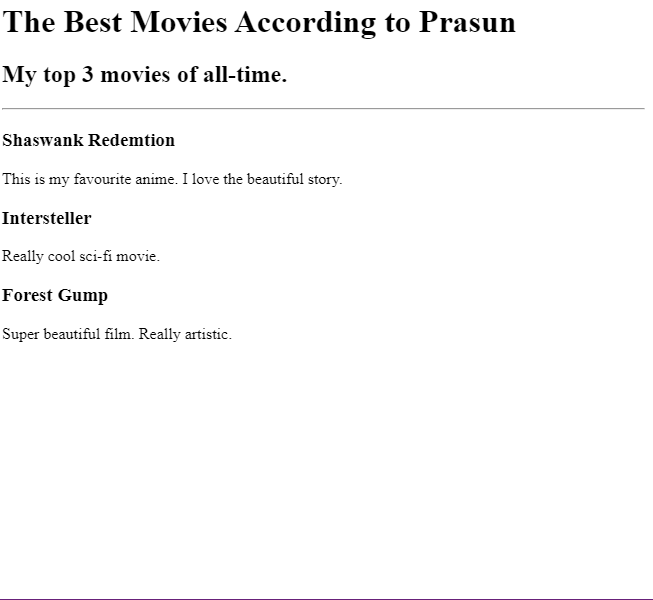 The Best Movies According to Prasun
My top 3 movies of all-time.
Shaswank Redemtion
This is my favourite anime. I love the beautiful story.
Intersteller
Really cool sci-fi movie.
Forest Gump
Super beautiful film. Really artistic.